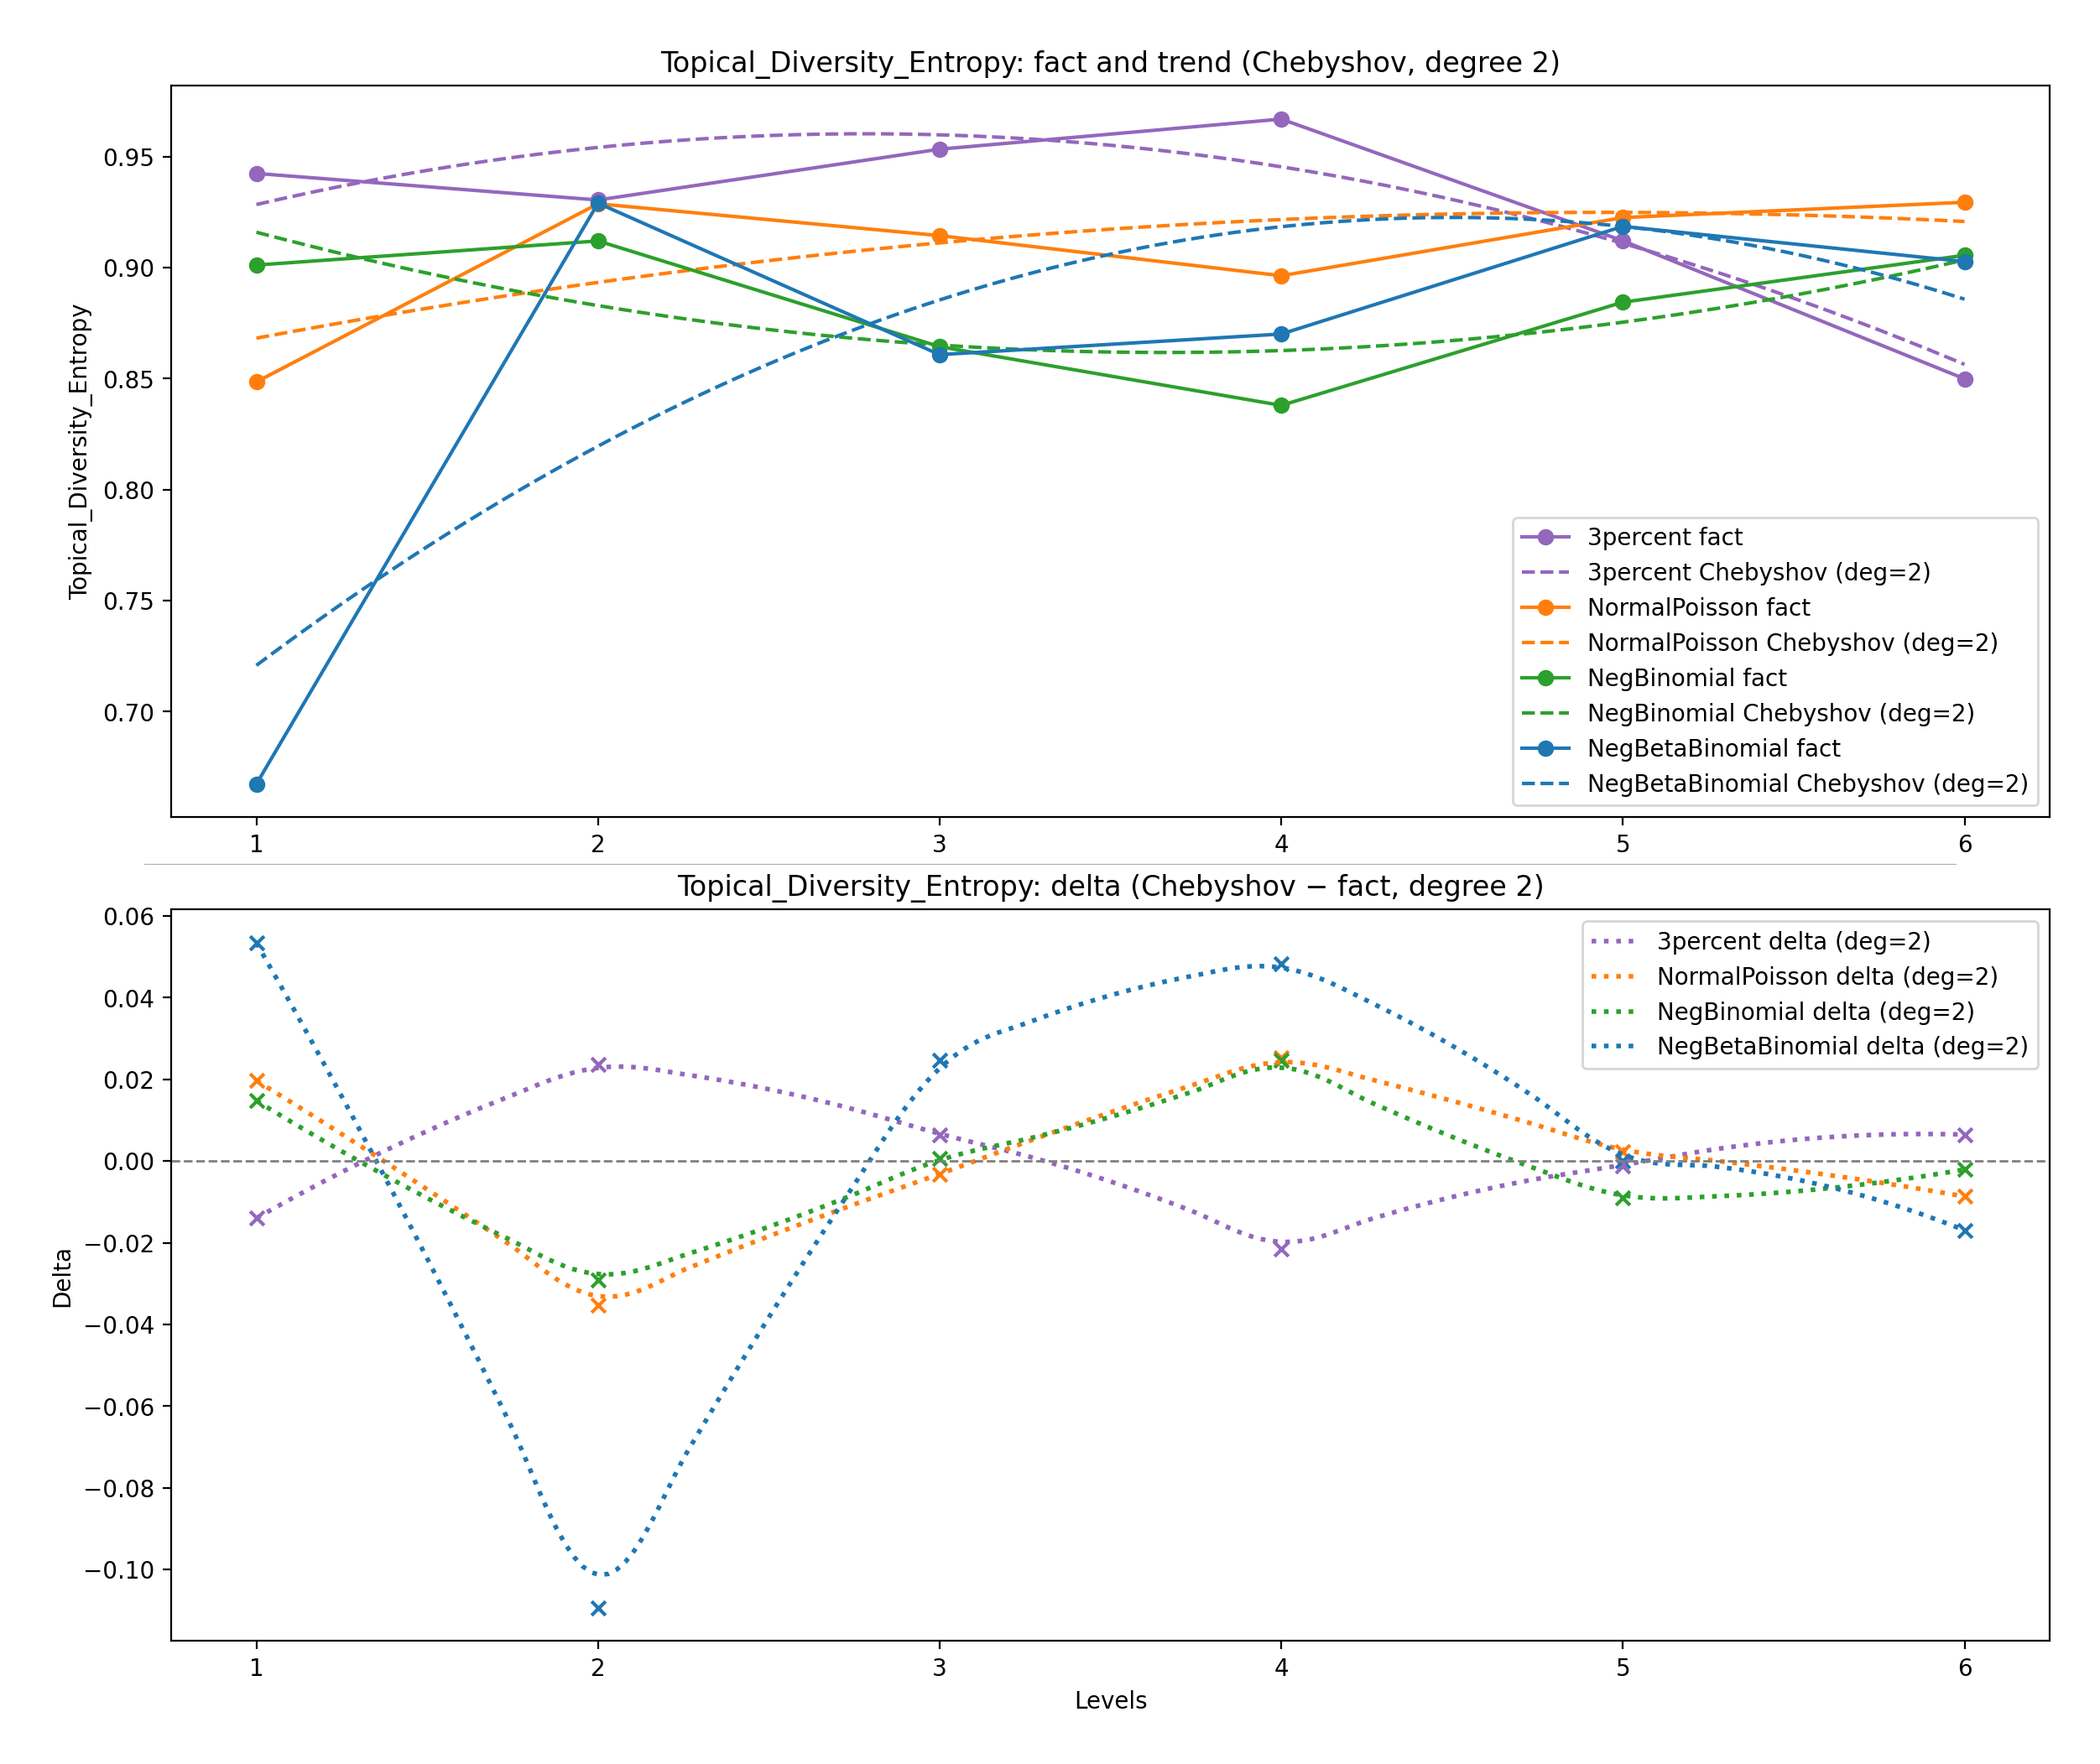 Topical_Diversity_Entropy: fact and trend (Chebyshov, degree 2)
Topical_Diversity_Entropy
0.95
0.90
0.85
0.80
0.75
0.70
3percent fact
3percent Chebyshov (deg=2)
NormalPoisson fact
NormalPoisson Chebyshov (deg=2)
NegBinomial fact
NegBinomial Chebyshov (deg=2)
NegBetaBinomial fact
NegBetaBinomial Chebyshov (deg=2)
1 2 3 4 5 6
Topical_Diversity_Entropy: delta (Chebyshov − fact, degree 2)
Delta
0.06
0.04
0.02
0.00
−0.02
−0.04
−0.06
−0.08
−0.10
3percent delta (deg=2)
NormalPoisson delta (deg=2)
NegBinomial delta (deg=2)
NegBetaBinomial delta (deg=2)
1 2 3 4 5 6
Levels